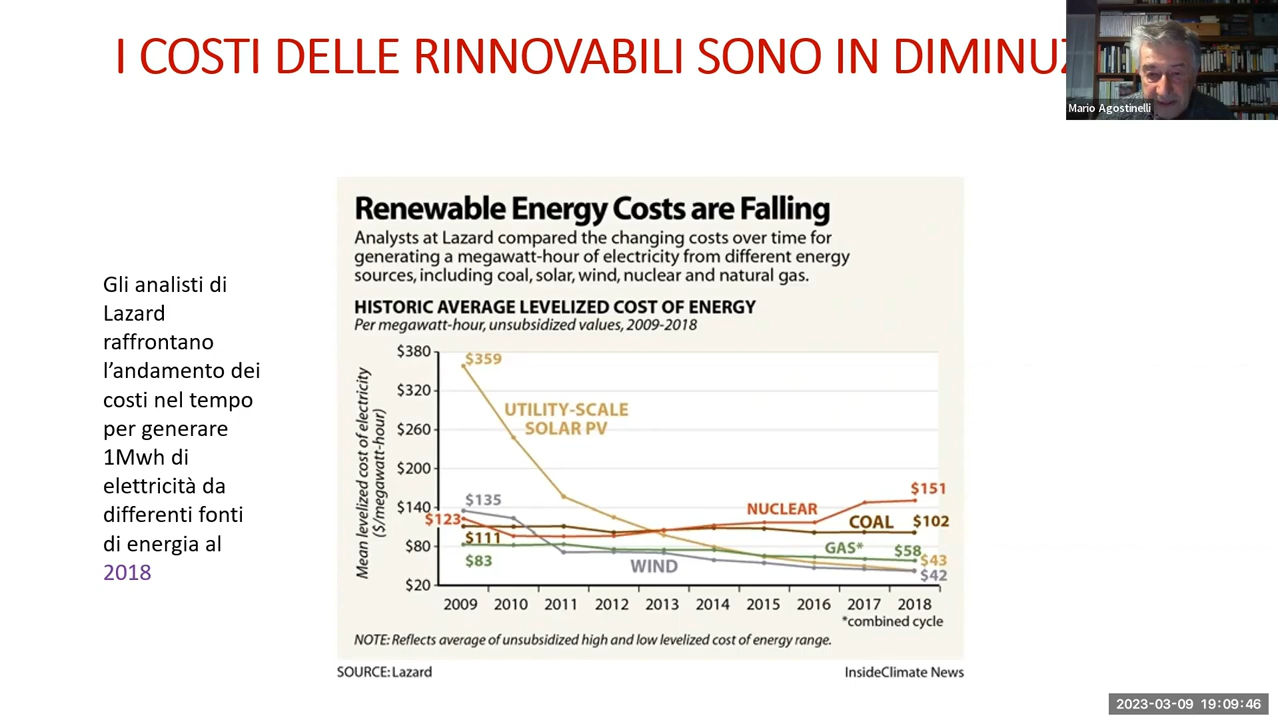 I COSTI DELLE RINNOVABILI SONO IN DIMINUZ
Mario Agostinelli
Gli analisti di
Lazard
raffrontano
l’andamento dei
costi nel tempo
per generare
1Mwh di
elettricità da
differenti fonti
di energia al
2018
Renewable Energy Costs are Falling
Analysts at Lazard compared the changing costs over time for
generating a megawatt-hour of electricity from different energy
sources, including coal, solar, wind, nuclear and natural gas.
HISTORIC AVERAGE LEVELIZED COST OF ENERGY
Per megawatt-hour, unsubsidized values, 2009-2018
Mean levelized cost of electricity
($/megawatt-hour)
$380
$320
$260
$200
$140
$80
$20
$359
UTILITY-SCALE
SOLAR PV
$135
$123
$111
$83
NUCLEAR
$151
COAL
$102
GAS*
$58
WIND
$43
$42
2009 2010 2011 2012 2013 2014 2015 2016 2017 2018
*combined cycle
NOTE: Reflects average of unsubsidized high and low levelized cost of energy range.
SOURCE: Lazard
InsideClimate News
2023-03-09 19:09:46